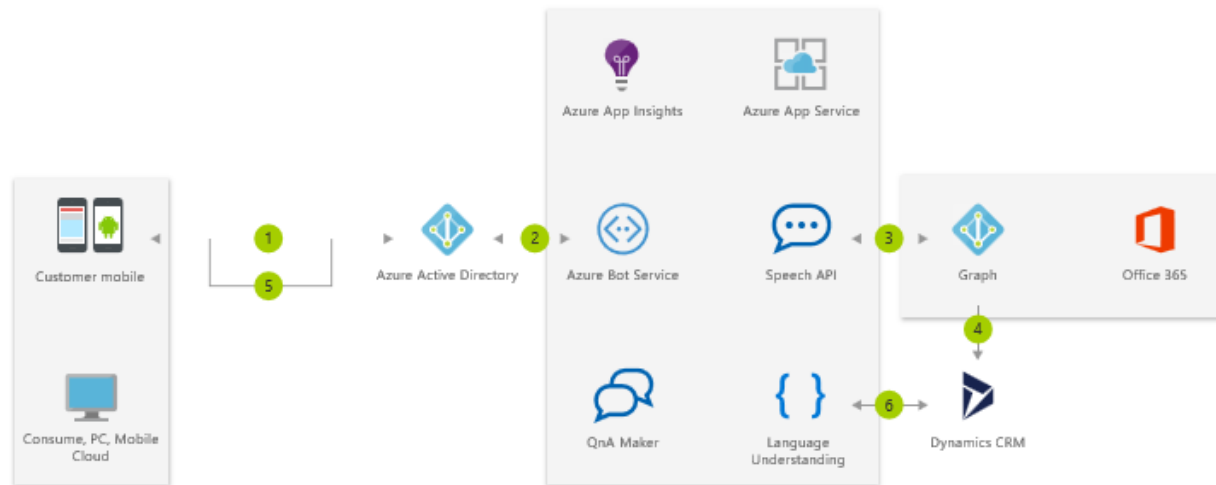 Azure App Insights
Azure App Service
Customer mobile
1
5
Azure Active Directory
2
Azure Bot Service
Speech API
3
Graph
Office 365
4
Consume, PC, Mobile
Cloud
QnA Maker
Language
Understanding
6
Dynamics CRM